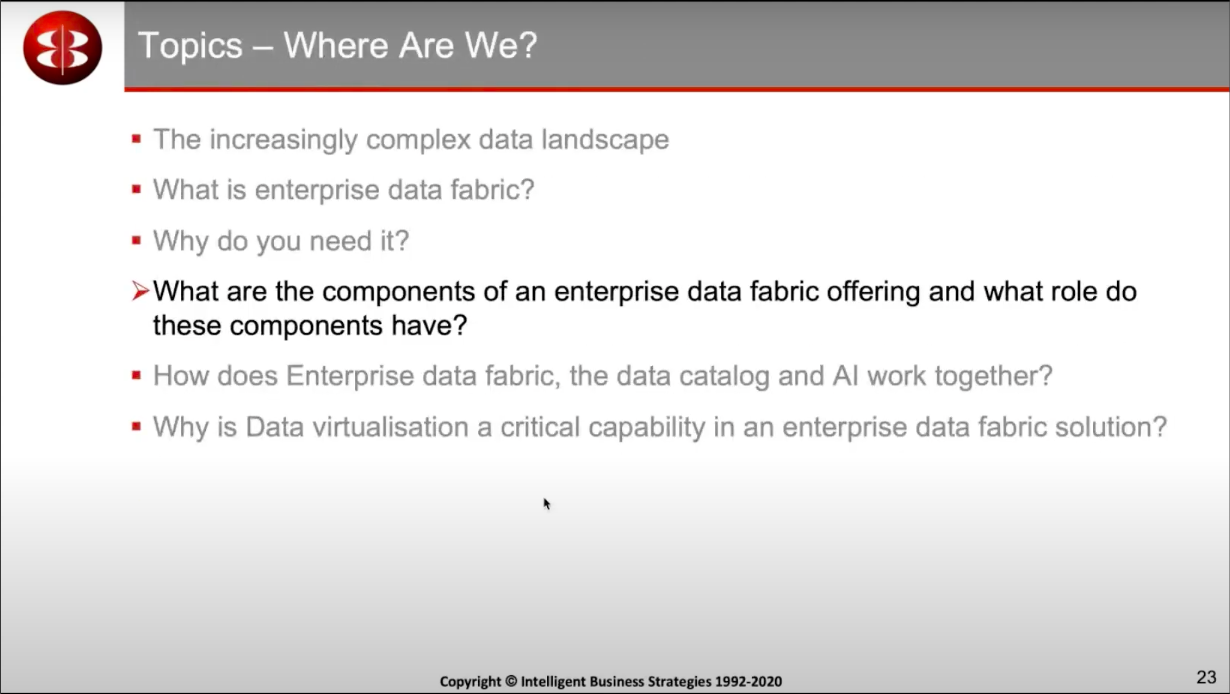 Topics – Where Are We?
▪ The increasingly complex data landscape
▪ What is enterprise data fabric?
▪ Why do you need it?
➢What are the components of an enterprise data fabric offering and what role do
these components have?
▪ How does Enterprise data fabric, the data catalog and AI work together?
▪ Why is Data virtualisation a critical capability in an enterprise data fabric solution?
Copyright © Intelligent Business Strategies 1992-2020
23